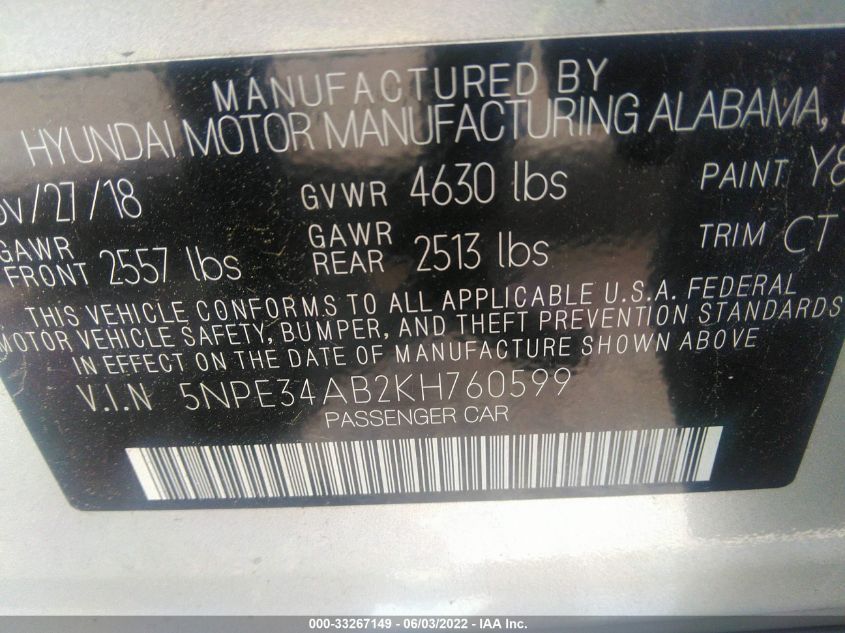 MANUFACTURED BY
HYUNDAI MOTOR MANUFACTURING ALABAMA,
/27/18 GVWR 4630 lbs PAINT Y8
GAWR FRONT 2557 lbs GAWR REAR 2513 lbs TRIM CT
THIS VEHICLE CONFORMS TO ALL APPLICABLE U.S.A. FEDERAL
MOTOR VEHICLE SAFETY, BUMPER, AND THEFT PREVENTION STANDARDS
IN EFFECT ON THE DATE OF MANUFACTURE SHOWN ABOVE
V.I.N 5NPE34AB2KH760599
PASSENGER CAR
000-33267149 - 06/03/2022 - IAA Inc.